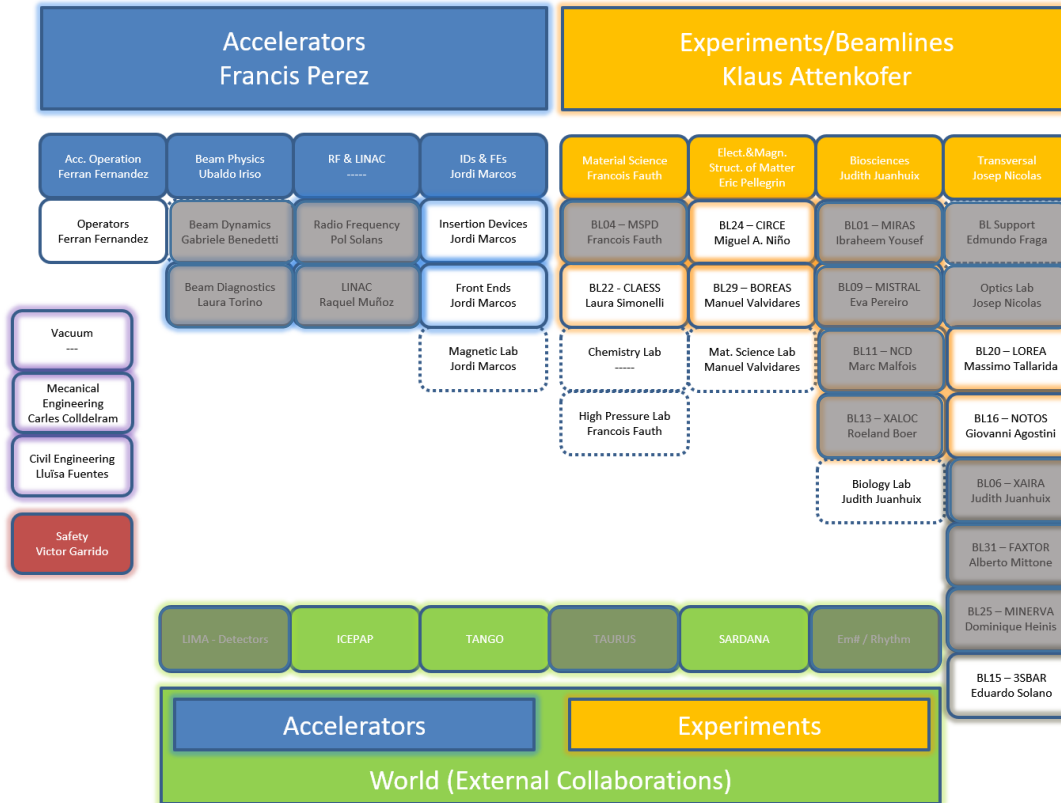 Accelerators
Francis Perez
Experiments/Beamlines
Klaus Attenkofer
Acc. Operation
Ferran Fernandez
Beam Physics
Ubaldo Iriso
RF & LINAC
-----
IDs & FEs
Jordi Marcos
Material Science
Francois Fauth
Elect.&Magn.
Struct. of Matter
Eric Pellegrin
Biosciences
Judith Juanhuix
Transversal
Josep Nicolas
Operators
Ferran Fernandez
Beam Dynamics
Gabriele Benedetti
Radio Frequency
Pol Solans
Insertion Devices
Jordi Marcos
BL04 – MSPD
Francois Fauth
BL24 – CIRCE
Miguel A. Niño
BL01 – MIRAS
Ibraheem Yousef
BL Support
Edmundo Fraga
Beam Diagnostics
Laura Torino
LINAC
Raquel Muñoz
Front Ends
Jordi Marcos
BL22 - CLAESS
Laura Simonelli
BL29 – BOREAS
Manuel Valvidares
BL09 – MISTRAL
Eva Pereiro
Optics Lab
Josep Nicolas
Vacuum
---
Magnetic Lab
Jordi Marcos
Chemistry Lab
-----
Mat. Science Lab
Manuel Valvidares
BL11 – NCD
Marc Malfois
BL20 – LOREA
Massimo Tallarida
Mecanical
Engineering
Carles Colldelram
High Pressure Lab
Francois Fauth
BL13 – XALOC
Roeland Boer
BL16 – NOTOS
Giovanni Agostini
Civil Engineering
Lluïsa Fuentes
Biology Lab
Judith Juanhuix
BL06 – XAIRA
Judith Juanhuix
Safety
Victor Garrido
BL31 – FAXTOR
Alberto Mittone
LIMA - Detectors
ICEPAP
TANGO
TAURUS
SARDANA
Em# / Rhythm
BL25 – MINERVA
Dominique Heinis
BL15 – 3SBAR
Eduardo Solano
Accelerators
Experiments
World (External Collaborations)